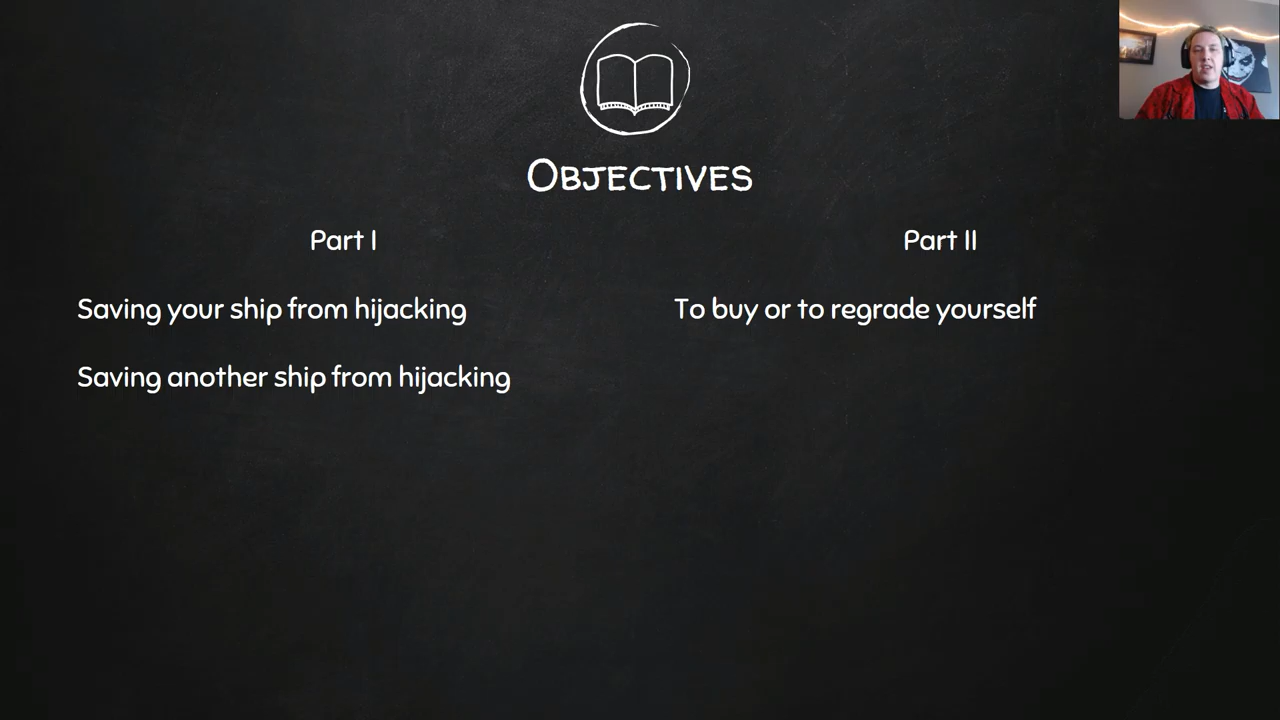 Objectives
Part I
Saving your ship from hijacking
Saving another ship from hijacking
Part II
To buy or to regrade yourself